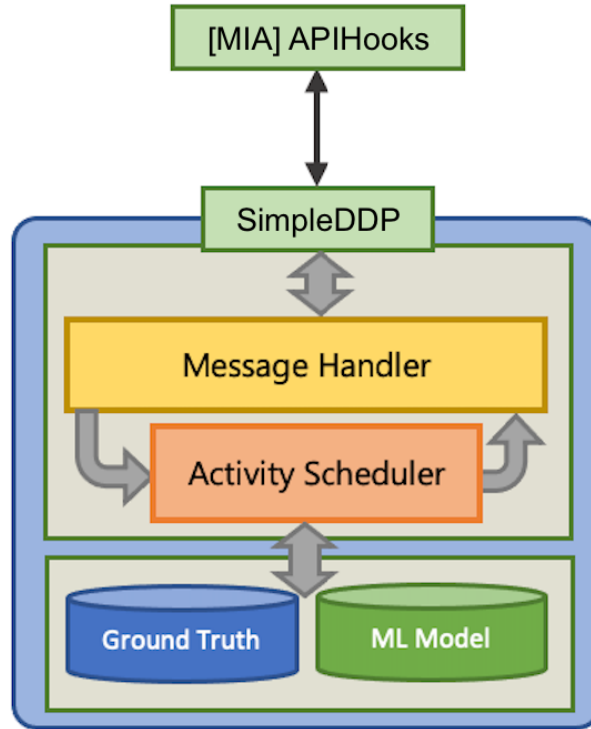 [MIA] APIHooks
SimpleDDP
Message Handler
Activity Scheduler
Ground Truth
ML Model